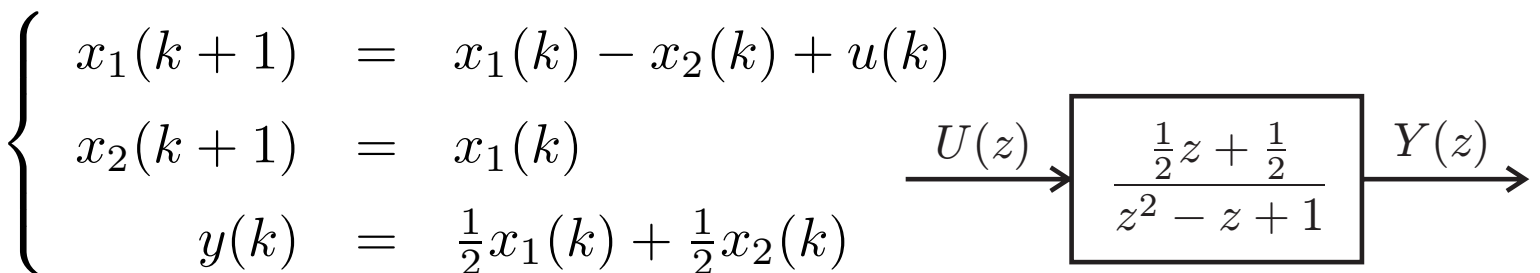 x₁(k + 1) = x₁(k) − x₂(k) + u(k)
x₂(k + 1) = x₁(k)
y(k) = ½x₁(k) + ½x₂(k)
U(z)
½z + ½
z² − z + 1
Y(z)